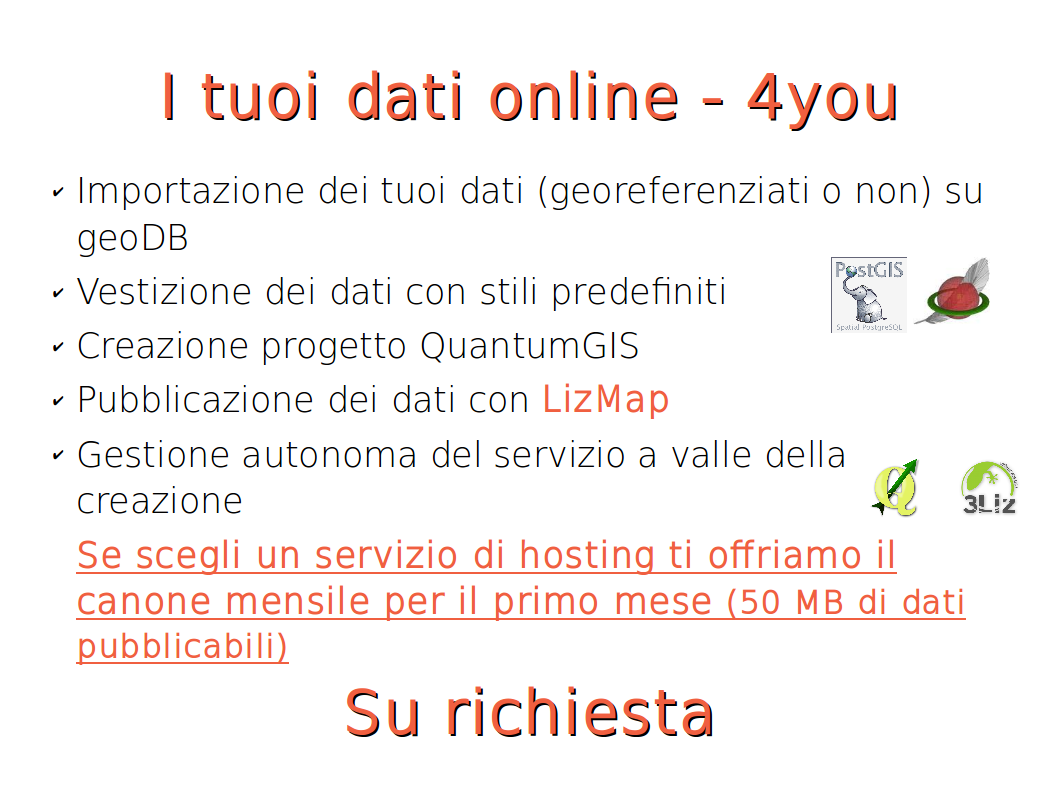 I tuoi dati online - 4you
✔ Importazione dei tuoi dati (georeferenziati o non) su
geoDB
✔ Vestizione dei dati con stili predefiniti
PostGIS
Spatial PostgreSQL
✔ Creazione progetto QuantumGIS
✔ Pubblicazione dei dati con LizMap
✔ Gestione autonoma del servizio a valle della
creazione
3Liz
Se scegli un servizio di hosting ti offriamo il
canone mensile per il primo mese (50 MB di dati
pubblicabili)
Su richiesta